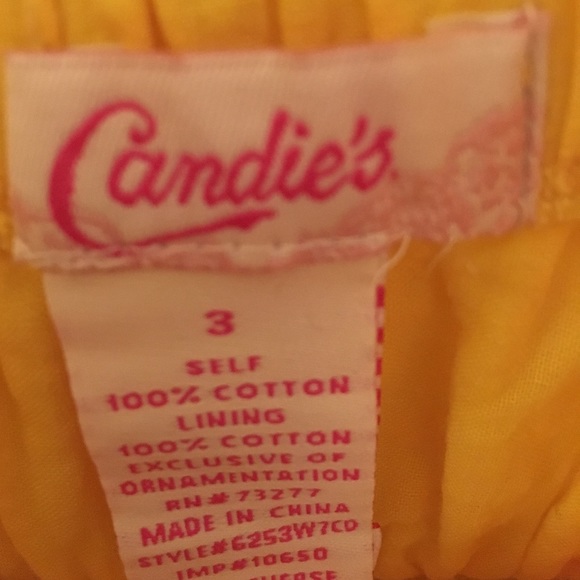 Candie's
3
SELF
100% COTTON
LINING
100% COTTON
EXCLUSIVE OF
ORNAMENTATION
RN# 73277
MADE IN CHINA
STYLE#6253W7CD
IMP#10650